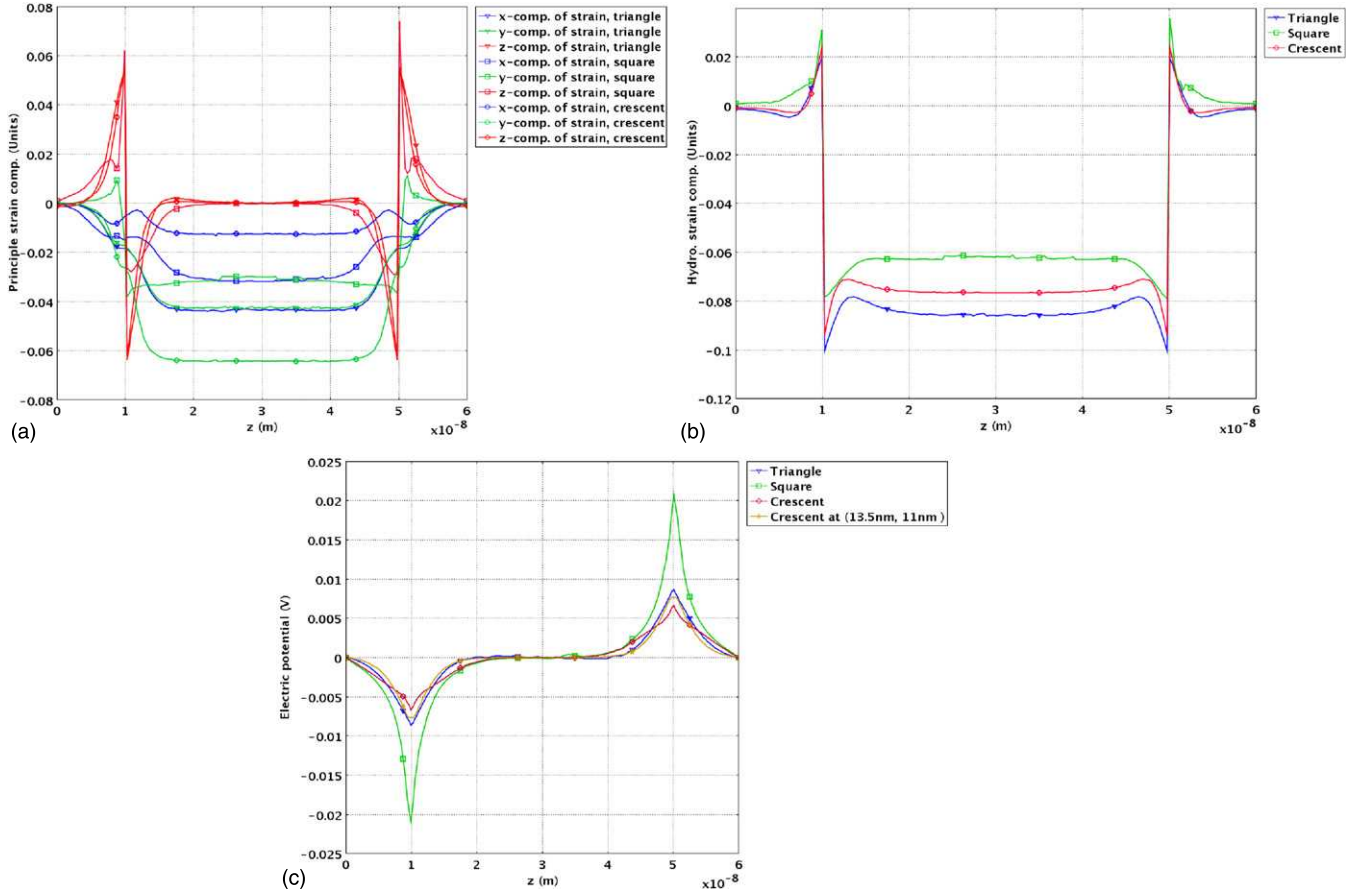 0.08
0.06
0.04
0.02
0
−0.02
−0.04
−0.06
−0.08
Principle strain comp. (Units)
0 1 2 3 4 5 6
z (m)
x10⁻⁸
x-comp. of strain, triangle
y-comp. of strain, triangle
z-comp. of strain, triangle
x-comp. of strain, square
y-comp. of strain, square
z-comp. of strain, square
x-comp. of strain, crescent
y-comp. of strain, crescent
z-comp. of strain, crescent
(a)
0.02
0
−0.02
−0.04
−0.06
−0.08
−0.1
−0.12
Hydro. strain comp. (Units)
0 1 2 3 4 5 6
z (m)
x10⁻⁸
Triangle
Square
Crescent
(b)
0.025
0.02
0.015
0.01
0.005
0
−0.005
−0.01
−0.015
−0.02
−0.025
Electric potential (V)
0 1 2 3 4 5 6
z (m)
x10⁻⁸
Triangle
Square
Crescent
Crescent at (13.5nm, 11nm )
(c)